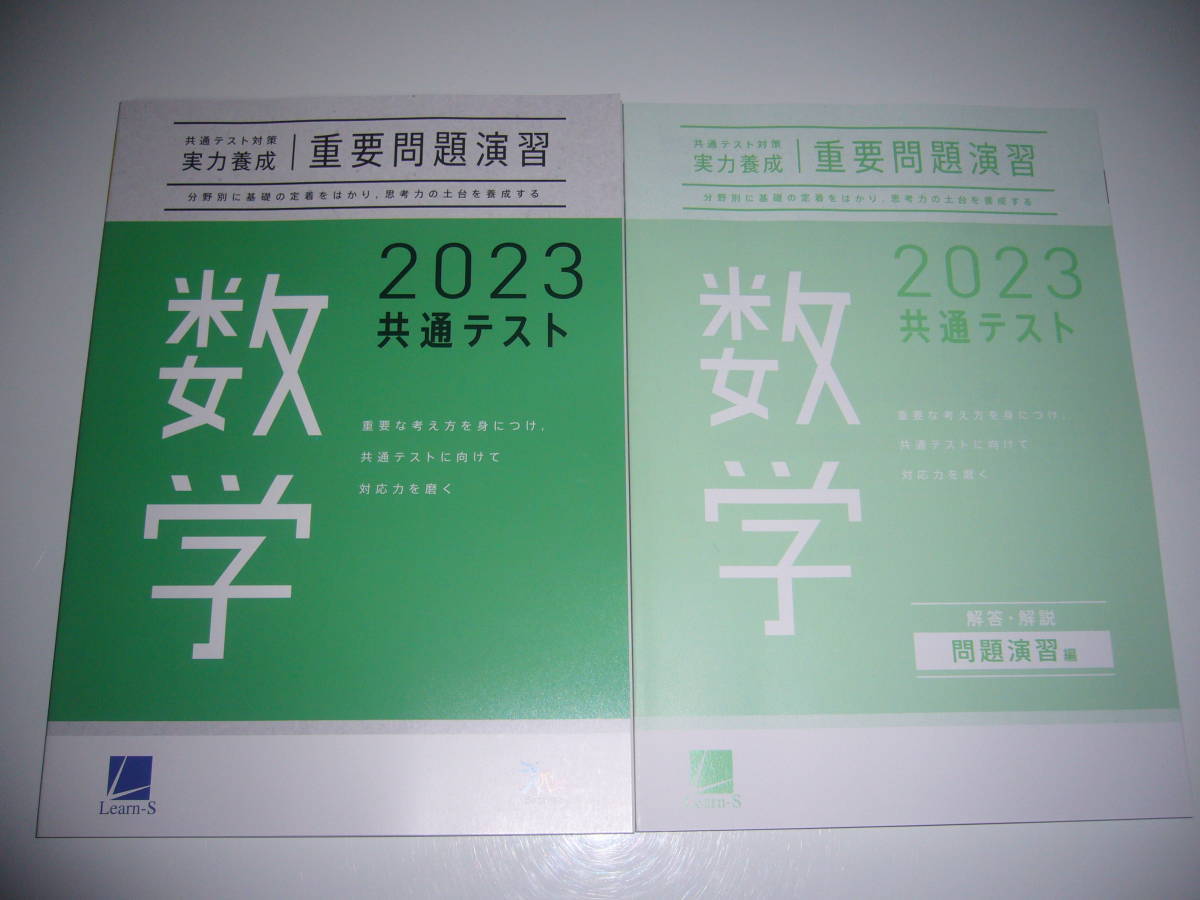 共通テスト対策
実力養成
重要問題演習
分野別に基礎の定着をはかり,思考力の土台を養成する
2023
共通テスト
数学
重要な考え方を身につけ,
共通テストに向けて
対応力を磨く
Learn-S
共通テスト対策
実力養成
重要問題演習
分野別に基礎の定着をはかり,思考力の土台を養成する
2023
共通テスト
数学
重要な考え方を身につけ,
共通テストに向けて
対応力を磨く
解答・解説
問題演習編
Learn-S